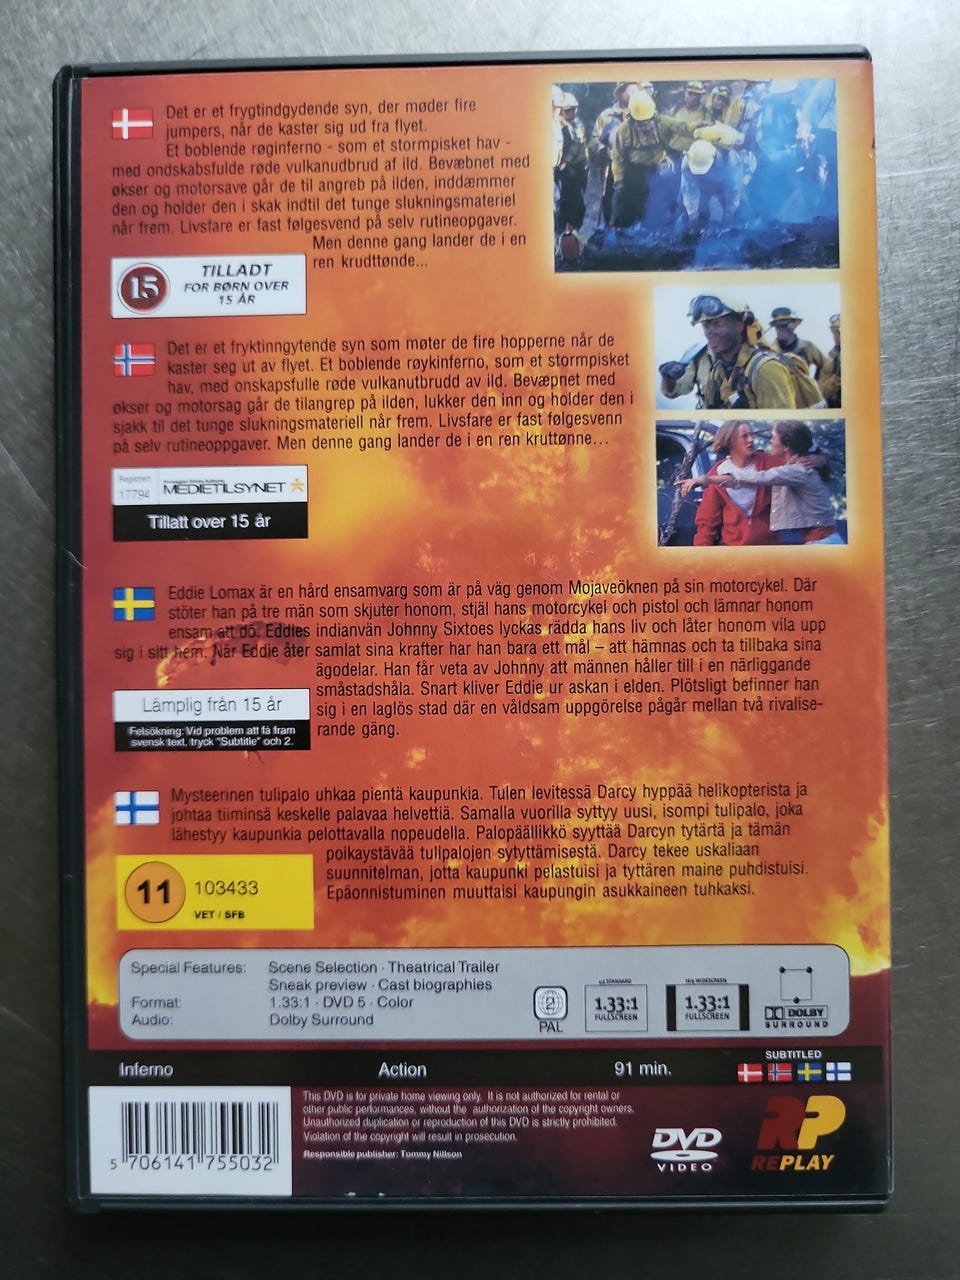 Det er et frygtindgydende syn, der møder fire
jumpers, når de kaster sig ud fra flyet.
Et boblende røginferno - som et stormpisket hav -
med ondskabsfulde røde vulkanudbrud af ild. Bevæbnet med
økser og motorsave går de til angreb på ilden, inddæmmer
den og holder den i skak indtil det tunge slukningsmateriel
når frem. Livsfare er fast følgesvend på selv rutineopgaver.
Men denne gang lander de i en
ren krudttønde...
15
TILLADT
FOR BØRN OVER
15 ÅR
Det er et fryktinngytende syn som møter de fire hopperne når de
kaster seg ut av flyet. Et boblende røykinferno, som et stormpisket
hav, med onskapsfulle røde vulkanutbrudd av ild. Bevæpnet med
økser og motorsag går de tilangrep på ilden, lukker den inn og holder den i
sjakk til det tunge slukningsmateriell når frem. Livsfare er fast følgesvenn
på selv rutineoppgaver. Men denne gang lander de i en ren kruttønne...
Registrert
17794
MEDIETILSYNET
Tillatt over 15 år
Eddie Lomax är en hård ensamvarg som är på väg genom Mojaveöknen på sin motorcykel. Där
stöter han på tre män som skjuter honom, stjäl hans motorcykel och pistol och lämnar honom
ensam att dö. Eddies indianvän Johnny Sixtoes lyckas rädda hans liv och låter honom vila upp
sig i sitt hem. När Eddie åter samlat sina krafter har han bara ett mål – att hämnas och ta tillbaka sina
ägodelar. Han får veta av Johnny att männen håller till i en närliggande
småstadshåla. Snart kliver Eddie ur askan i elden. Plötsligt befinner han
sig i en laglös stad där en våldsam uppgörelse pågår mellan två rivalise-
rande gäng.
Lämplig från 15 år
Felsökning: Vid problem att få fram
svensk text, tryck "Subtitle" och 2.
Mysteerinen tulipalo uhkaa pientä kaupunkia. Tulen levitessä Darcy hyppää helikopterista ja
johtaa tiiminsä keskelle palavaa helvettiä. Samalla vuorilla syttyy uusi, isompi tulipalo, joka
lähestyy kaupunkia pelottavalla nopeudella. Palopäällikkö syyttää Darcyn tytärtä ja tämän
poikaystävää tulipalojen sytyttämisestä. Darcy tekee uskaliaan
suunnitelman, jotta kaupunki pelastuisi ja tyttären maine puhdistuisi.
Epäonnistuminen muuttaisi kaupungin asukkaineen tuhkaksi.
11
103433
VET / SFB
Special Features: Scene Selection · Theatrical Trailer
Sneak preview · Cast biographies
Format: 1.33:1 · DVD 5 · Color
Audio: Dolby Surround
2
PAL
4:3 STANDARD
1.33:1
FULLSCREEN
16:9 WIDESCREEN
1.33:1
FULLSCREEN
DOLBY
SURROUND
Inferno Action 91 min.
SUBTITLED
This DVD is for private home viewing only. It is not authorized for rental or
other public performances, without the authorization of the copyright owners.
Unauthorized duplication or reproduction of this DVD is strictly prohibited.
Violation of the copyright will result in prosecution.
Responsible publisher: Tommy Nillson
5 706141 755032
DVD
VIDEO
RP
REPLAY